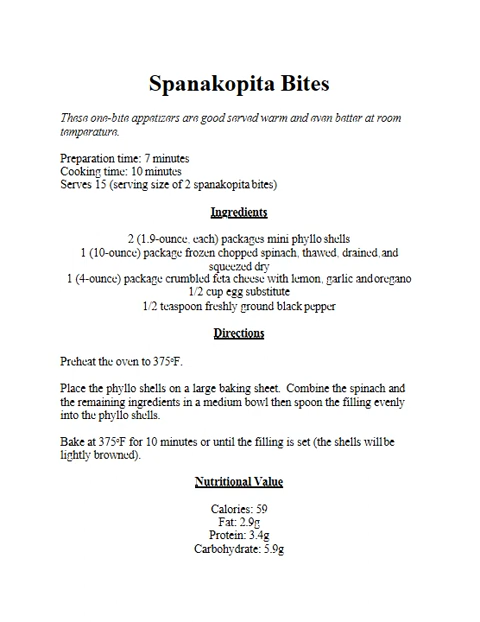 Spanakopita Bites
These one-bite appetizers are good served warm and even better at room
temperature.
Preparation time: 7 minutes
Cooking time: 10 minutes
Serves 15 (serving size of 2 spanakopita bites)
Ingredients
2 (1.9-ounce, each) packages mini phyllo shells
1 (10-ounce) package frozen chopped spinach, thawed, drained, and
squeezed dry
1 (4-ounce) package crumbled feta cheese with lemon, garlic and oregano
1/2 cup egg substitute
1/2 teaspoon freshly ground black pepper
Directions
Preheat the oven to 375°F.
Place the phyllo shells on a large baking sheet. Combine the spinach and
the remaining ingredients in a medium bowl then spoon the filling evenly
into the phyllo shells.
Bake at 375°F for 10 minutes or until the filling is set (the shells will be
lightly browned).
Nutritional Value
Calories: 59
Fat: 2.9g
Protein: 3.4g
Carbohydrate: 5.9g